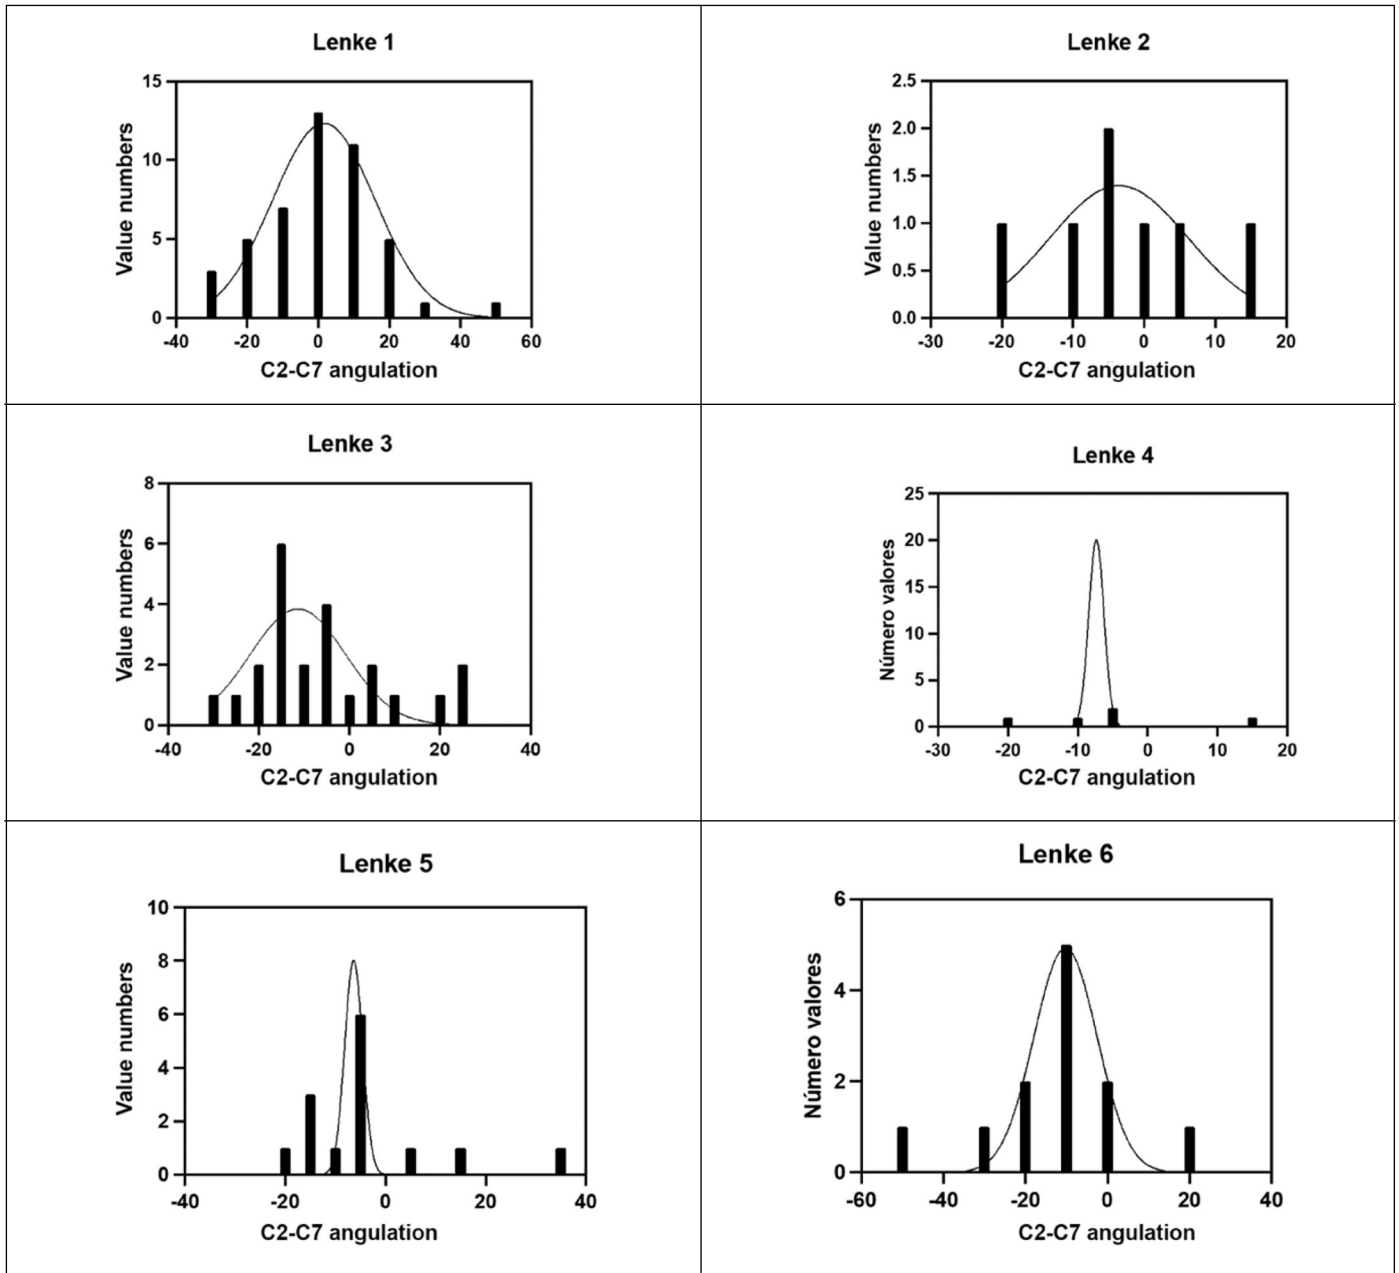 Lenke 1
15
10
5
0
Value numbers
-40 -20 0 20 40 60
C2-C7 angulation
Lenke 2
2.5
2.0
1.5
1.0
0.5
0.0
Value numbers
-30 -20 -10 0 10 20
C2-C7 angulation
Lenke 3
8
6
4
2
0
Value numbers
-40 -20 0 20 40
C2-C7 angulation
Lenke 4
25
20
15
10
5
0
Número valores
-30 -20 -10 0 10 20
C2-C7 angulation
Lenke 5
10
8
6
4
2
0
Value numbers
-40 -20 0 20 40
C2-C7 angulation
Lenke 6
6
4
2
0
Número valores
-60 -40 -20 0 20 40
C2-C7 angulation